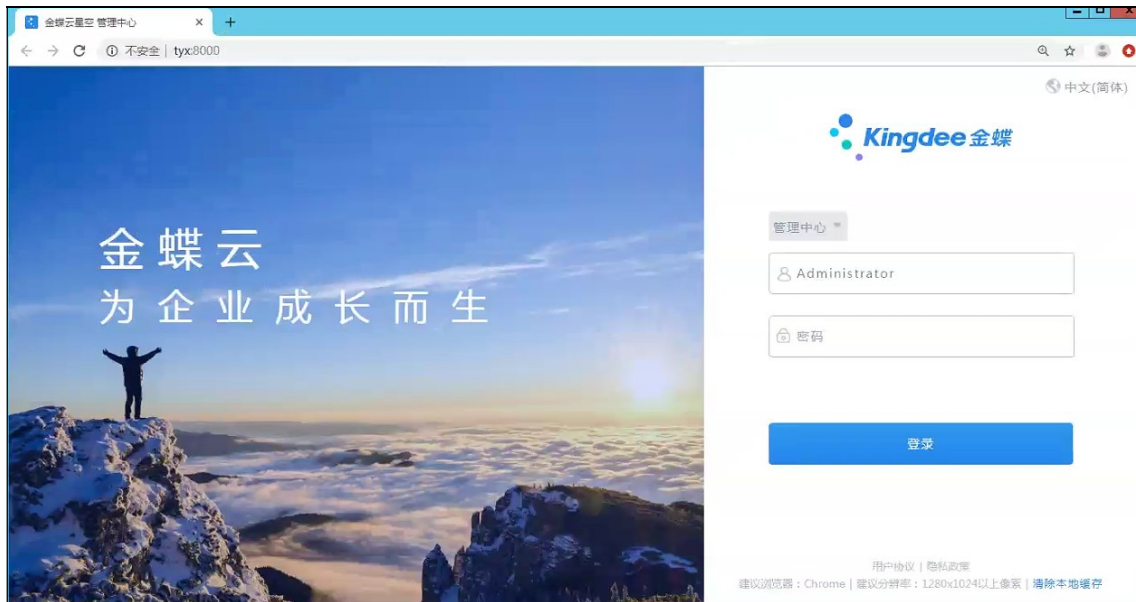 金蝶云星空 管理中心
不安全 | tyx:8000
中文(简体)
Kingdee金蝶
金蝶云
为企业成长而生
管理中心
Administrator
密码
登录
用户协议 | 隐私政策
建议浏览器：Chrome | 建议分辨率：1280x1024以上像素 | 清除本地缓存